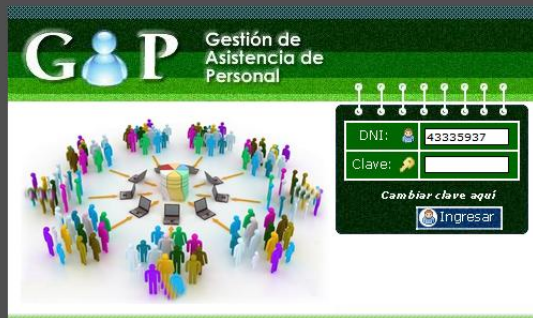 G P
Gestión de
Asistencia de
Personal
DNI: 43335937
Clave:
Cambiar clave aquí
Ingresar